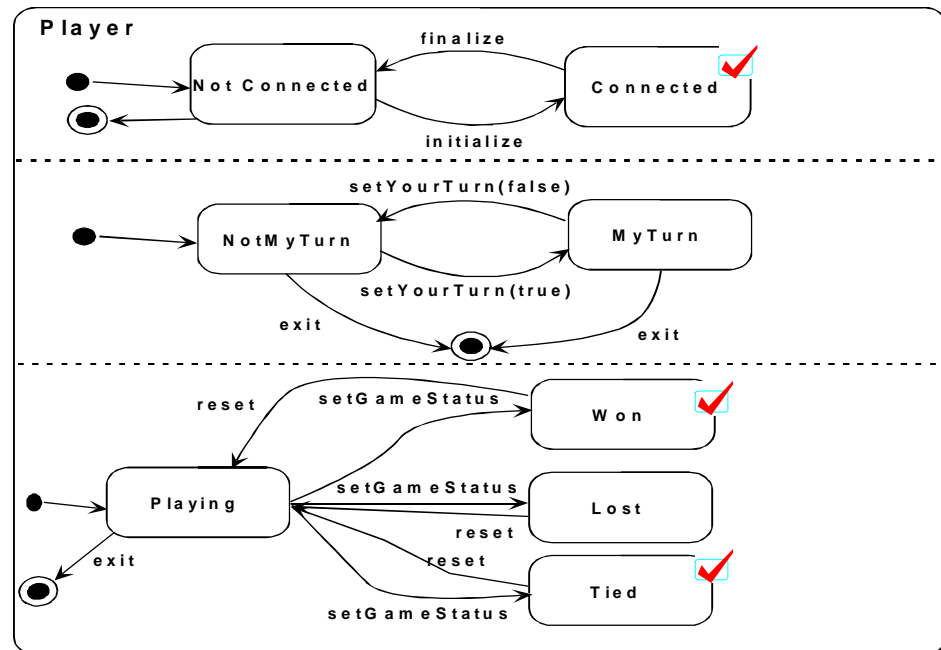 Player
finalize
Not Connected
Connected
initialize
setYourTurn(false)
NotMyTurn
MyTurn
setYourTurn(true)
exit
exit
reset
setGameStatus
Won
Playing
setGameStatus
Lost
reset
exit
reset
Tied
setGameStatus